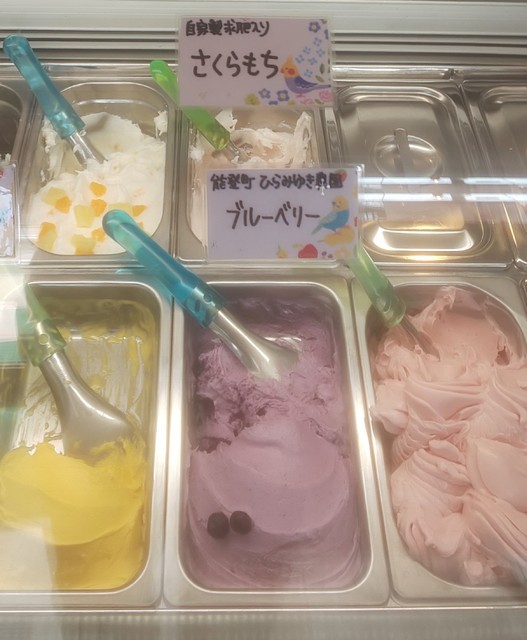 自家製求肥入り
さくらもち
能登町 ひらみゆき農園
ブルーベリー